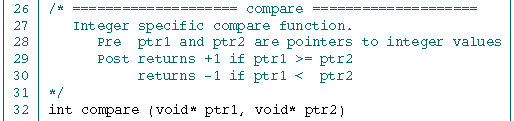 26 /* ==================== compare ====================
27 Integer specific compare function.
28 Pre ptr1 and ptr2 are pointers to integer values
29 Post returns +1 if ptr1 >= ptr2
30 returns -1 if ptr1 < ptr2
31 */
32 int compare (void* ptr1, void* ptr2)